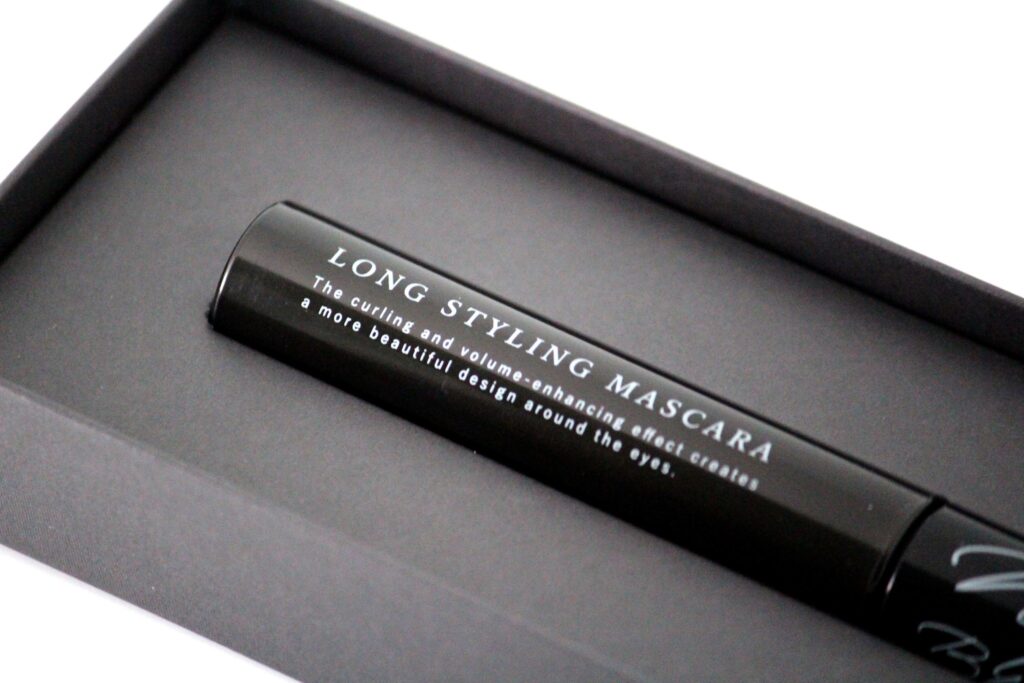 LONG STYLING MASCARA
The curling and volume-enhancing effect creates
a more beautiful design around the eyes.